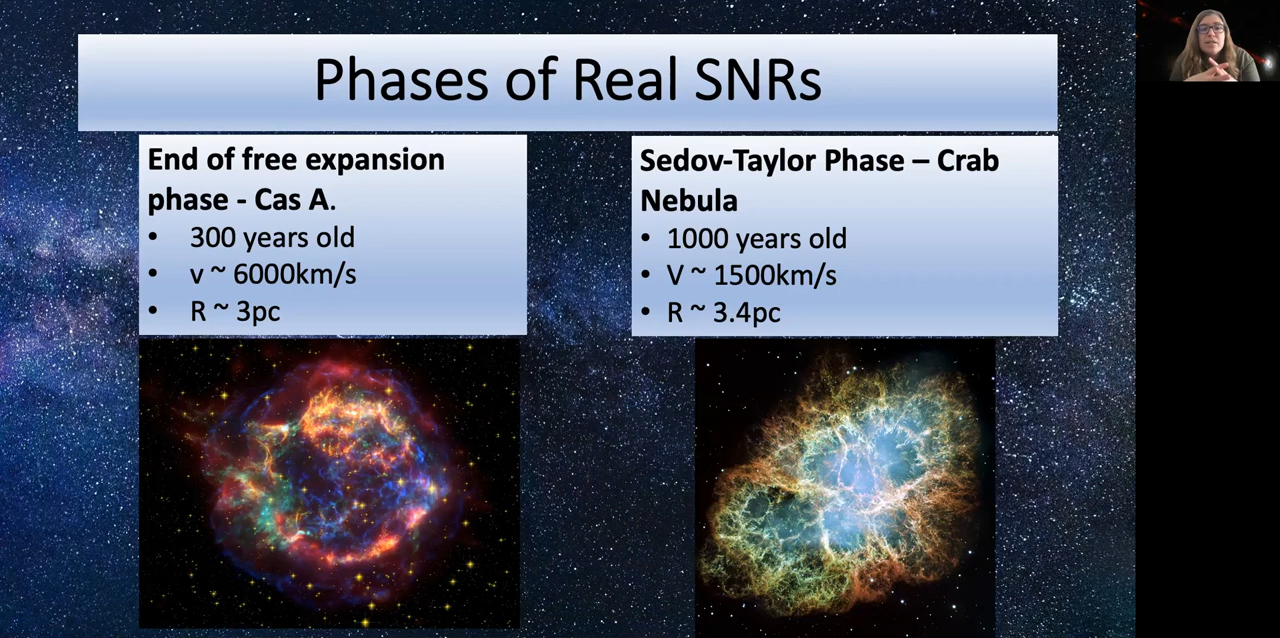 Phases of Real SNRs
End of free expansion
phase - Cas A.
• 300 years old
• v ~ 6000km/s
• R ~ 3pc
Sedov-Taylor Phase – Crab
Nebula
• 1000 years old
• V ~ 1500km/s
• R ~ 3.4pc